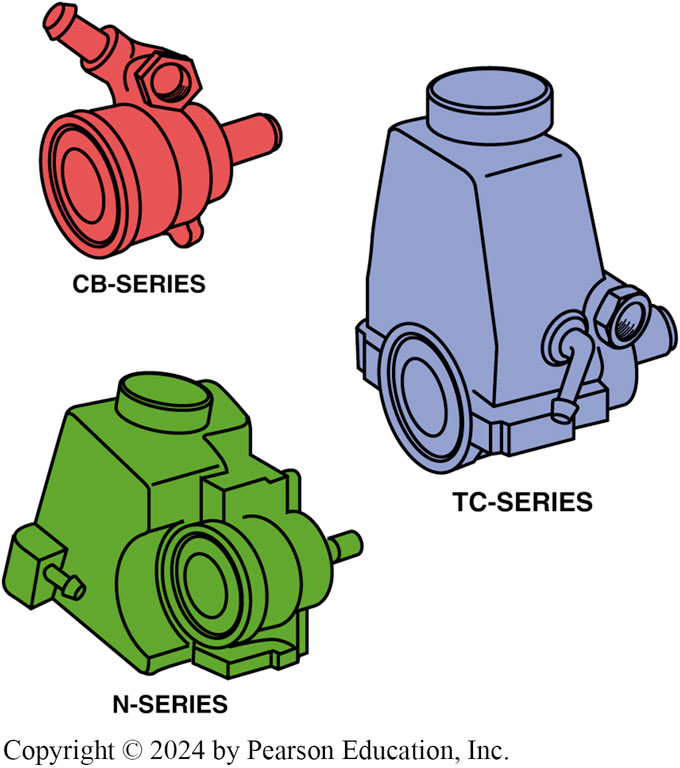 CB-SERIES
TC-SERIES
N-SERIES
Copyright © 2024 by Pearson Education, Inc.